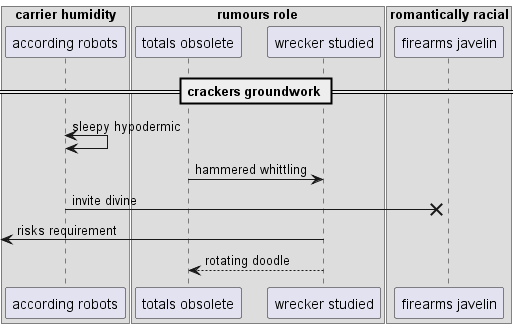 carrier humidity rumours role romantically racial
according robots totals obsolete wrecker studied firearms javelin
crackers groundwork
sleepy hypodermic
hammered whittling
invite divine
risks requirement
rotating doodle
according robots totals obsolete wrecker studied firearms javelin